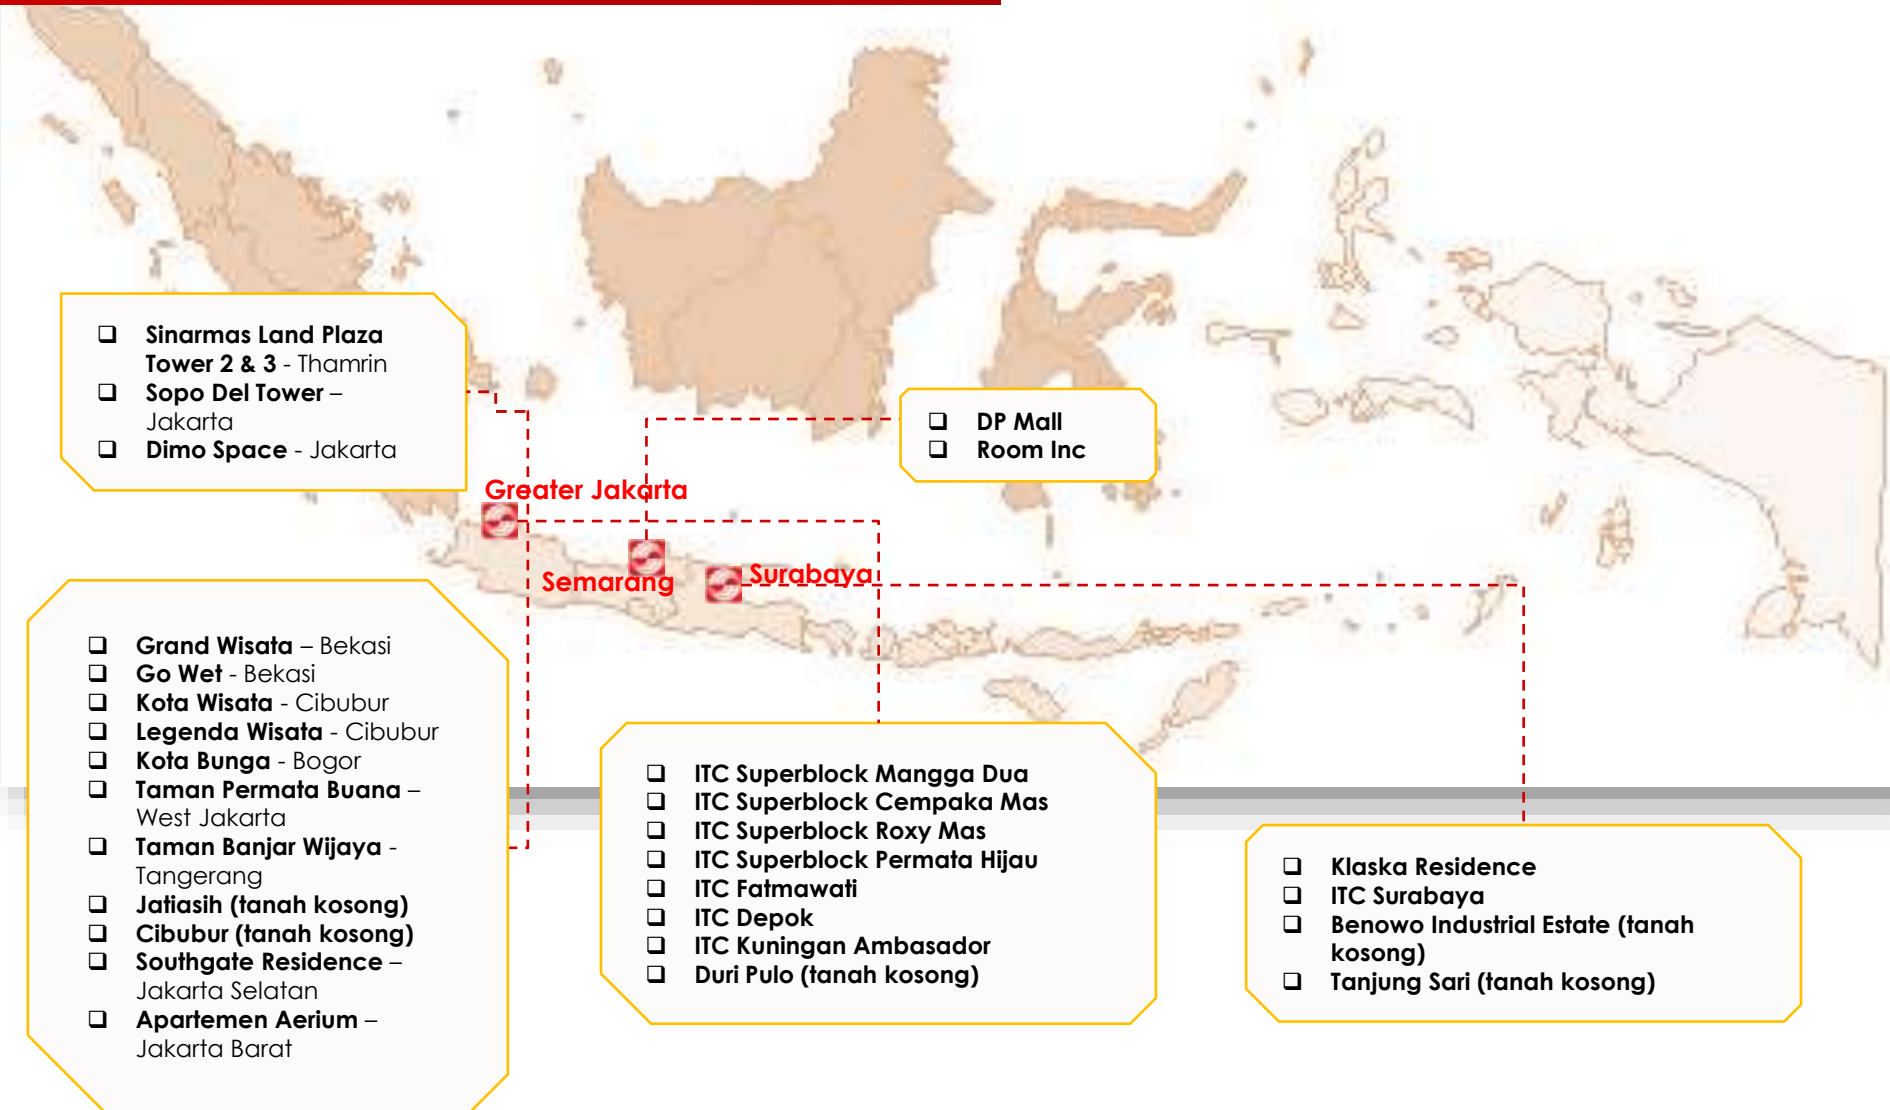 ❑ Sinarmas Land Plaza
Tower 2 & 3 - Thamrin
❑ Sopo Del Tower –
Jakarta
❑ Dimo Space - Jakarta
❑ DP Mall
❑ Room Inc
Greater Jakarta
Semarang
Surabaya
❑ Grand Wisata – Bekasi
❑ Go Wet - Bekasi
❑ Kota Wisata - Cibubur
❑ Legenda Wisata - Cibubur
❑ Kota Bunga - Bogor
❑ Taman Permata Buana –
West Jakarta
❑ Taman Banjar Wijaya -
Tangerang
❑ Jatiasih (tanah kosong)
❑ Cibubur (tanah kosong)
❑ Southgate Residence –
Jakarta Selatan
❑ Apartemen Aerium –
Jakarta Barat
❑ ITC Superblock Mangga Dua
❑ ITC Superblock Cempaka Mas
❑ ITC Superblock Roxy Mas
❑ ITC Superblock Permata Hijau
❑ ITC Fatmawati
❑ ITC Depok
❑ ITC Kuningan Ambasador
❑ Duri Pulo (tanah kosong)
❑ Klaska Residence
❑ ITC Surabaya
❑ Benowo Industrial Estate (tanah
kosong)
❑ Tanjung Sari (tanah kosong)